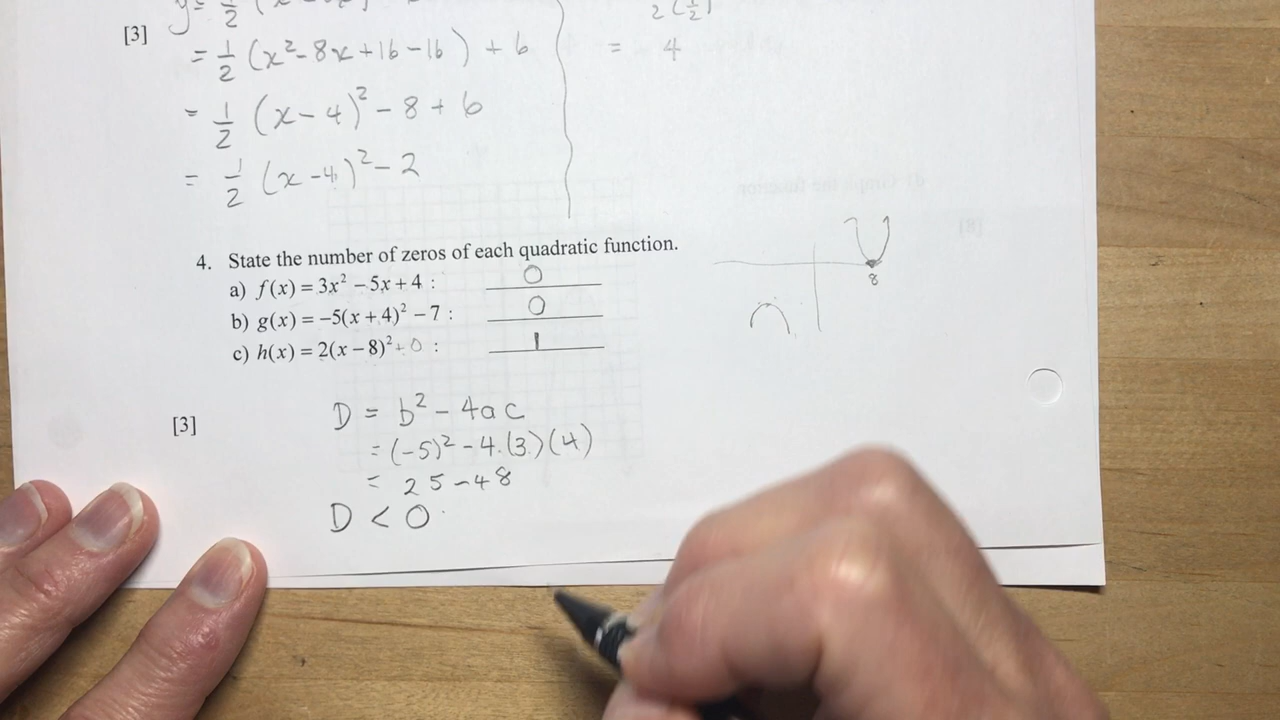 [3]
= 1/2 (x² - 8x + 16 - 16) + 6
= 1/2 (x - 4)² - 8 + 6
= 1/2 (x - 4)² - 2
= 4
4. State the number of zeros of each quadratic function.
a) f(x) = 3x² − 5x + 4 : 0
b) g(x) = −5(x + 4)² − 7 : 0
c) h(x) = 2(x − 8)² + 0 : 1
8
[3]
D = b² - 4ac
= (-5)² - 4·(3)(4)
= 25 - 48
D < 0